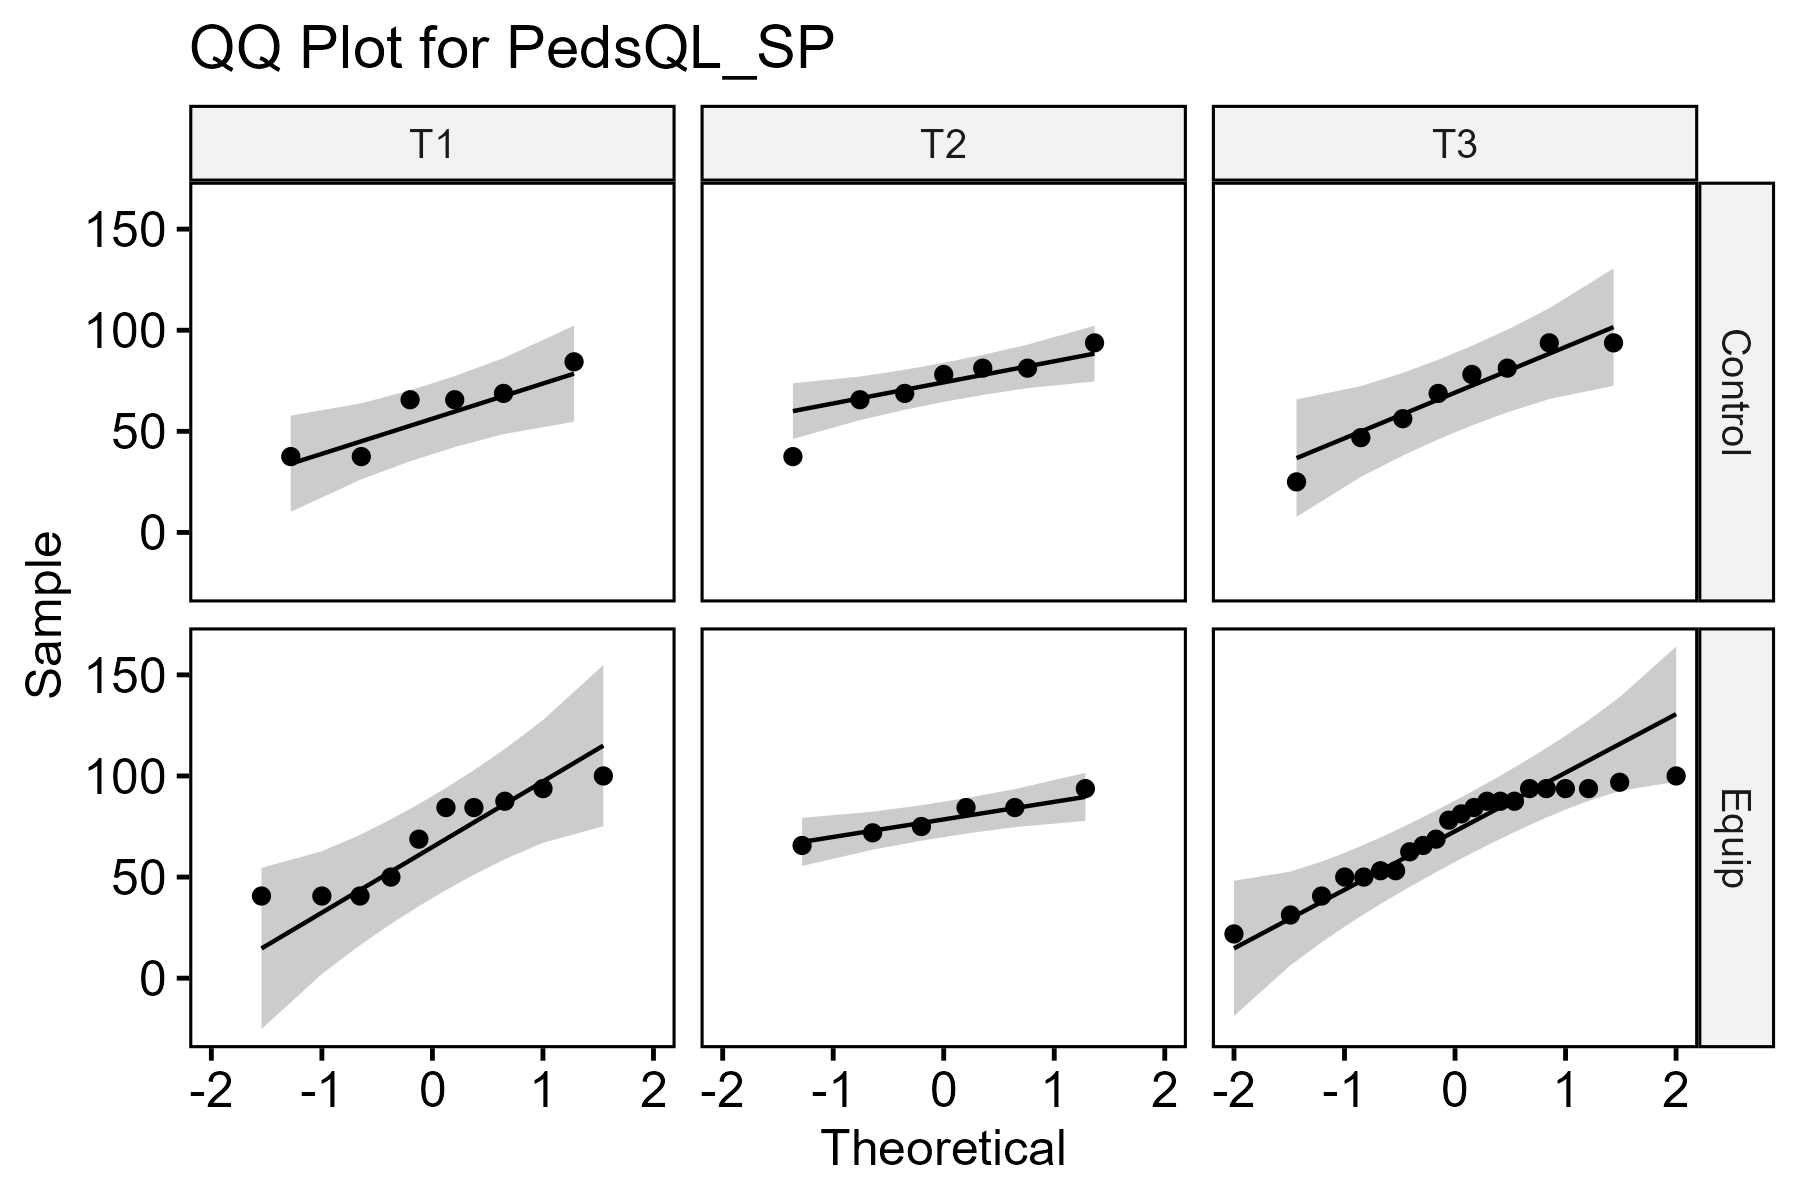 QQ Plot for PedsQL_SP
T1 T2 T3
150
100
50
0
Control
Sample
150
100
50
0
Equip
-2 -1 0 1 2 -2 -1 0 1 2 -2 -1 0 1 2
Theoretical